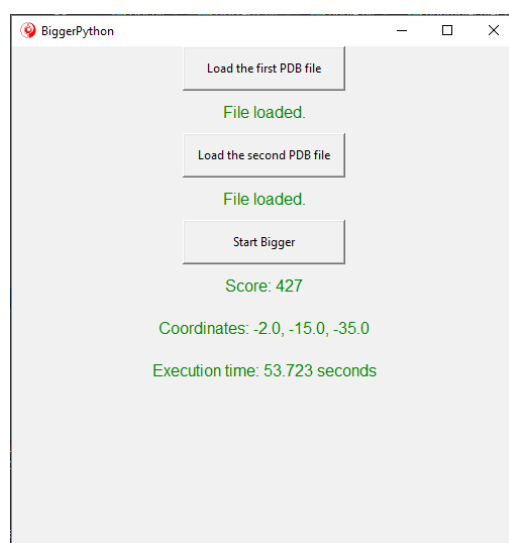 BiggerPython
Load the first PDB file
File loaded.
Load the second PDB file
File loaded.
Start Bigger
Score: 427
Coordinates: -2.0, -15.0, -35.0
Execution time: 53.723 seconds